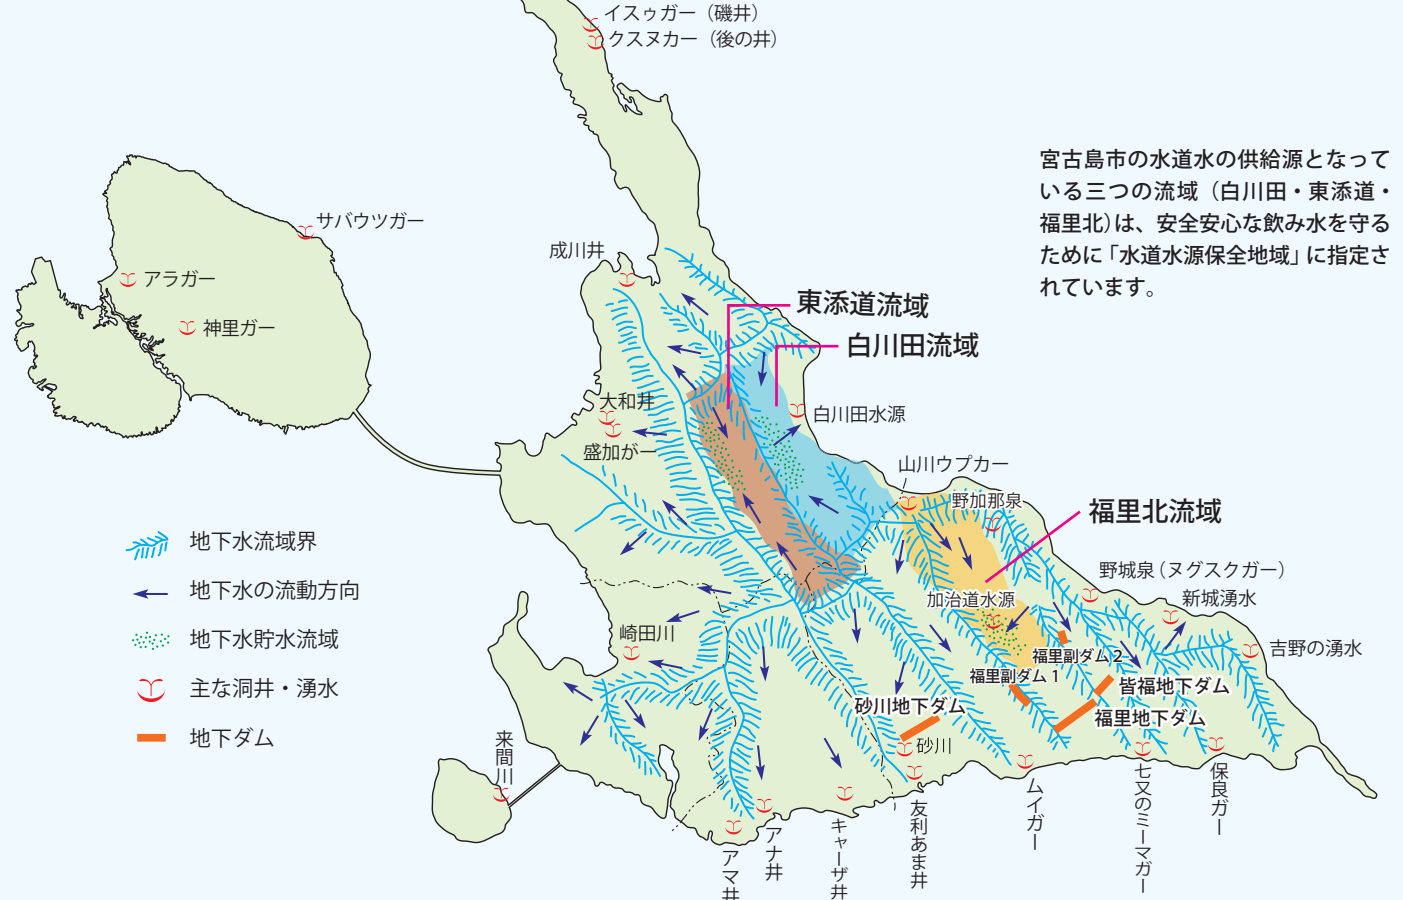 イスゥガー（磯井）
クスヌカー（後の井）
宮古島市の水道水の供給源となって
いる三つの流域（白川田・東添道・
福里北）は、安全安心な飲み水を守る
ために「水道水源保全地域」に指定さ
れています。
サバウツガー
アラガー
神里ガー
成川井
東添道流域
白川田流域
大和井
盛加がー
白川田水源
山川ウプカー
野加那泉
福里北流域
野城泉（ヌグスクガー）
新城湧水
吉野の湧水
加治道水源
福里副ダム２
福里副ダム１
皆福地下ダム
福里地下ダム
砂川地下ダム
砂川
崎田川
来間川
地下水流域界
地下水の流動方向
地下水貯水流域
主な洞井・湧水
地下ダム
アマ井
アナ井
キャーザ井
友利あま井
ムイガー
七又のミーマガー
保良ガー